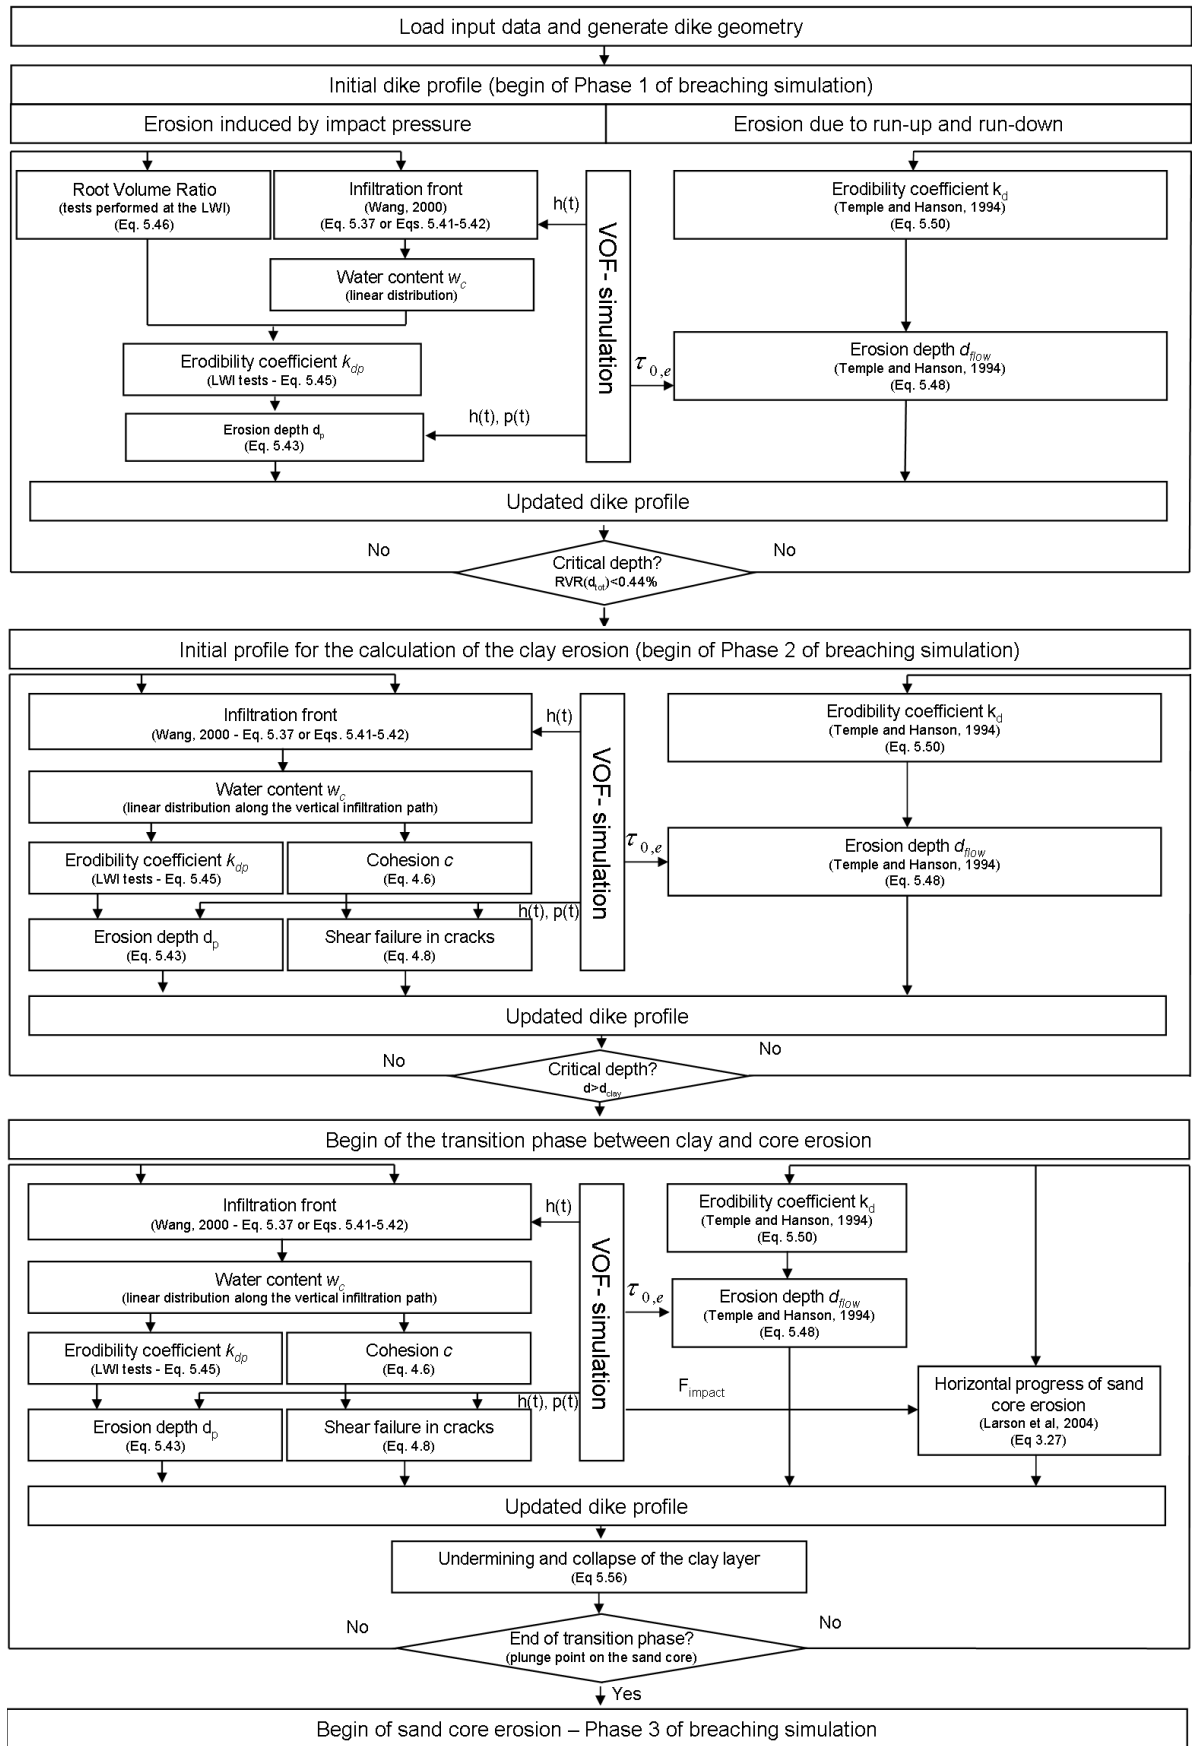 Load input data and generate dike geometry
Initial dike profile (begin of Phase 1 of breaching simulation)
Erosion induced by impact pressure
Erosion due to run-up and run-down
Root Volume Ratio
(tests performed at the LWI)
(Eq. 5.46)
Infiltration front
(Wang, 2000)
(Eq. 5.37 or Eqs. 5.41-5.42)
h(t)
VOF- simulation
Erodibility coefficient kd
(Temple and Hanson, 1994)
(Eq. 5.50)
Water content wc
(linear distribution)
Erodibility coefficient kdp
(LWI tests - Eq. 5.45)
τ0,e
Erosion depth dflow
(Temple and Hanson, 1994)
(Eq. 5.48)
h(t), p(t)
Erosion depth dp
(Eq. 5.43)
Updated dike profile
No
No
Critical depth?
RVR(dtot)<0.44%
Initial profile for the calculation of the clay erosion (begin of Phase 2 of breaching simulation)
Infiltration front
(Wang, 2000 - Eq. 5.37 or Eqs. 5.41-5.42)
h(t)
VOF- simulation
Erodibility coefficient kd
(Temple and Hanson, 1994)
(Eq. 5.50)
Water content wc
(linear distribution along the vertical infiltration path)
Erodibility coefficient kdp
(LWI tests - Eq. 5.45)
Cohesion c
(Eq. 4.6)
τ0,e
Erosion depth dflow
(Temple and Hanson, 1994)
(Eq. 5.48)
h(t), p(t)
Erosion depth dp
(Eq. 5.43)
Shear failure in cracks
(Eq. 4.8)
Updated dike profile
No
No
Critical depth?
d>dclay
Begin of the transition phase between clay and core erosion
Infiltration front
(Wang, 2000 - Eq. 5.37 or Eqs. 5.41-5.42)
h(t)
VOF- simulation
Erodibility coefficient kd
(Temple and Hanson, 1994)
(Eq. 5.50)
Water content wc
(linear distribution along the vertical infiltration path)
τ0,e
Erosion depth dflow
(Temple and Hanson, 1994)
(Eq. 5.48)
Erodibility coefficient kdp
(LWI tests - Eq. 5.45)
Cohesion c
(Eq. 4.6)
h(t), p(t)
Fimpact
Horizontal progress of sand
core erosion
(Larson et al, 2004)
(Eq 3.27)
Erosion depth dp
(Eq. 5.43)
Shear failure in cracks
(Eq. 4.8)
Updated dike profile
Undermining and collapse of the clay layer
(Eq 5.56)
No
No
End of transition phase?
(plunge point on the sand core)
Yes
Begin of sand core erosion – Phase 3 of breaching simulation